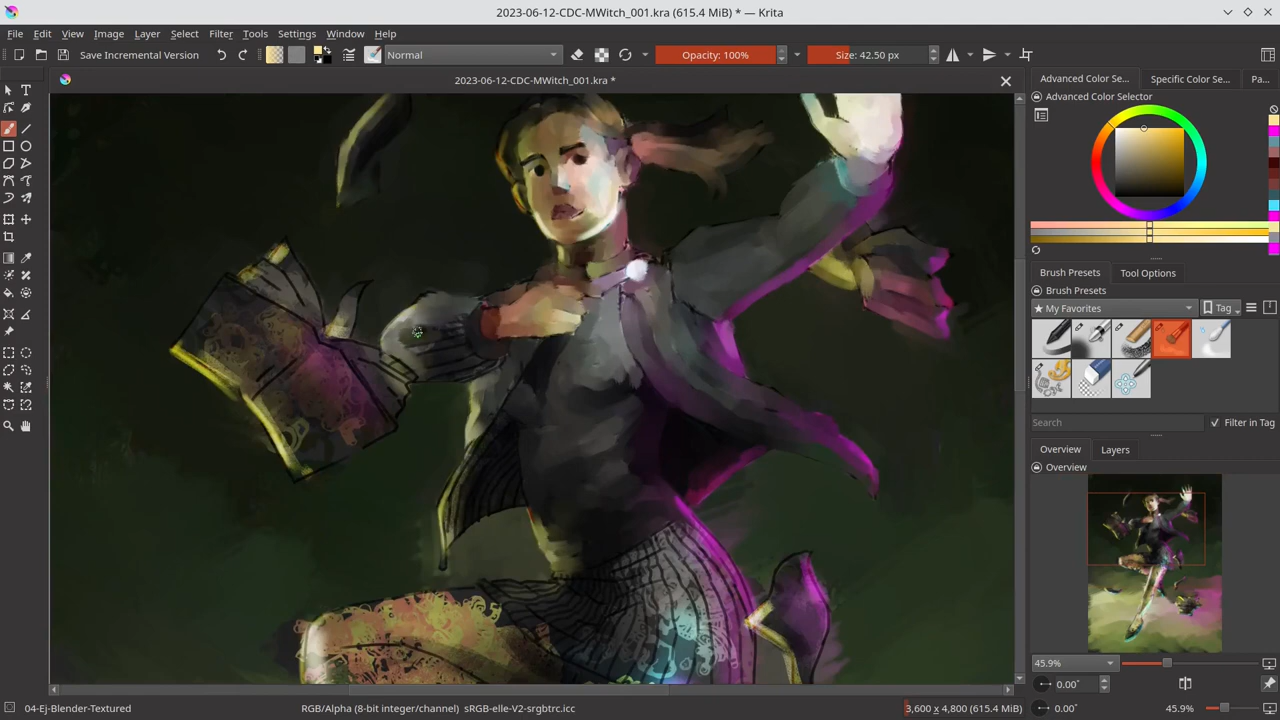 2023-06-12-CDC-MWitch_001.kra (615.4 MiB) * — Krita
File Edit View Image Layer Select Filter Tools Settings Window Help
Save Incremental Version Normal Opacity: 100% Size: 42.50 px
2023-06-12-CDC-MWitch_001.kra *
Advanced Color Se... Specific Color Se... Pa...
Advanced Color Selector
Brush Presets Tool Options
Brush Presets
★ My Favorites Tag
Search Filter in Tag
Overview Layers
Overview
45.9%
0.00°
04-Ej-Blender-Textured RGB/Alpha (8-bit integer/channel) sRGB-elle-V2-srgbtrc.icc 3,600 x 4,800 (615.4 MiB) 0.00° 45.9%